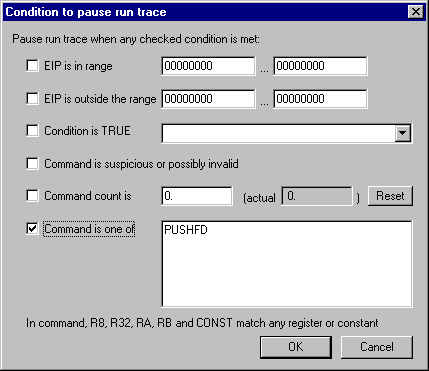 Condition to pause run trace
Pause run trace when any checked condition is met:
EIP is in range 00000000 ... 00000000
EIP is outside the range 00000000 ... 00000000
Condition is TRUE
Command is suspicious or possibly invalid
Command count is 0. (actual 0. ) Reset
Command is one of PUSHFD
In command, R8, R32, RA, RB and CONST match any register or constant
OK Cancel